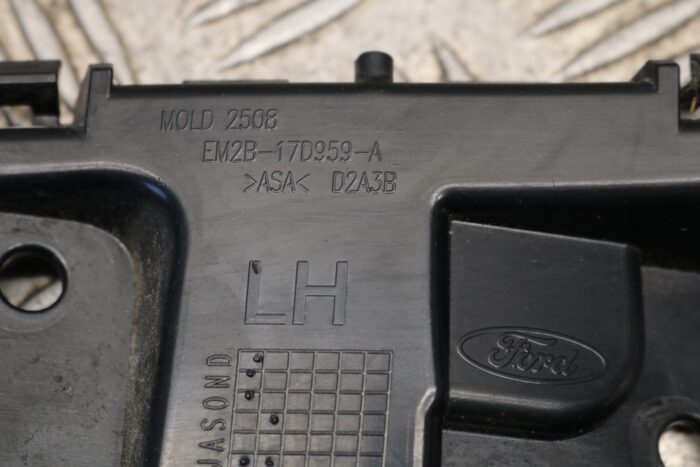 MOLD 2508
EM2B-17D959-A
>ASA< D2A3B
LH
Ford
JASOND